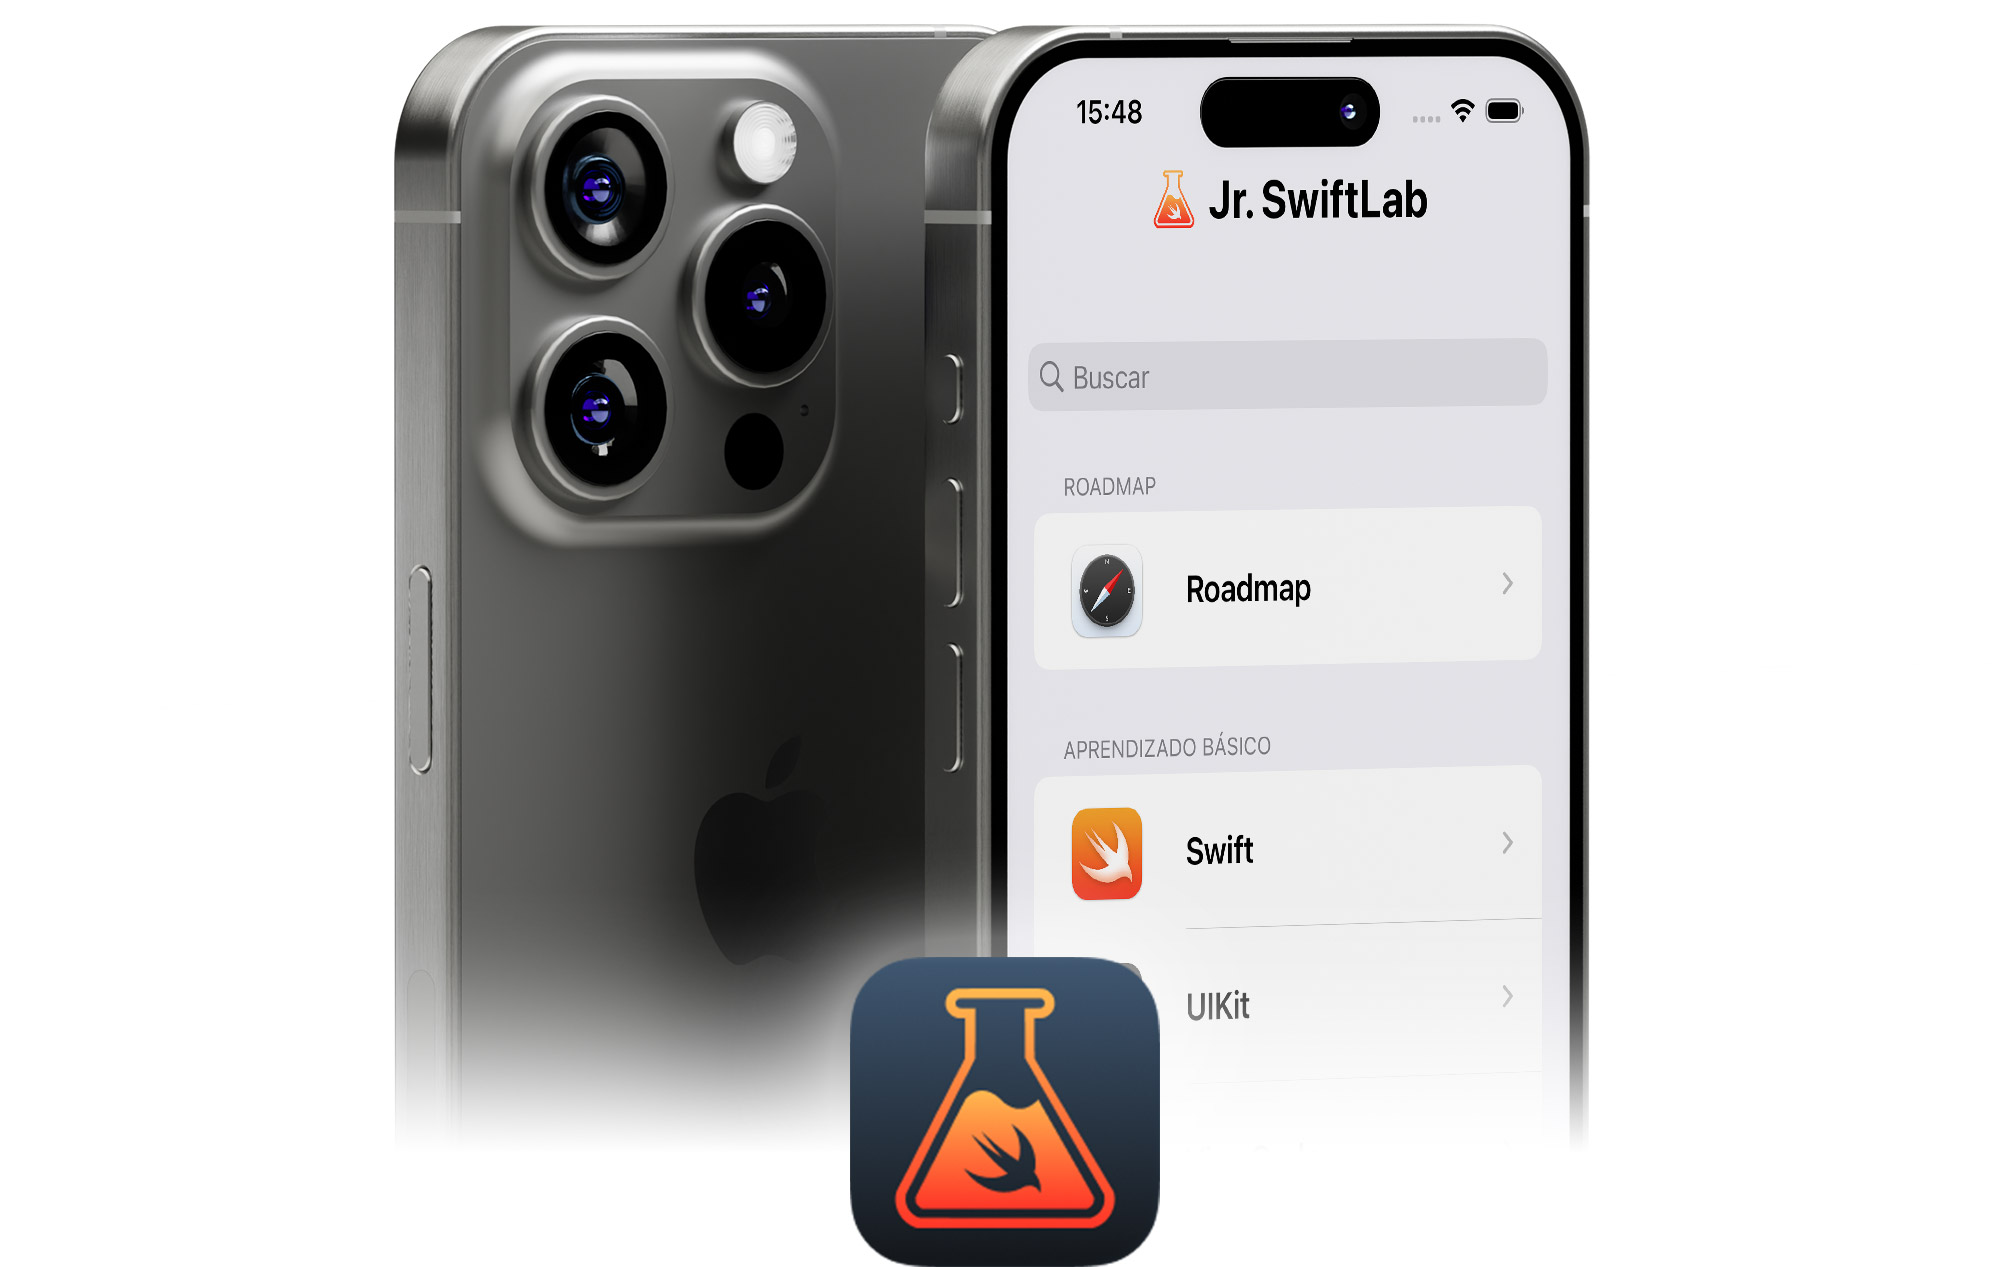 15:48
Jr. SwiftLab
Buscar
ROADMAP
Roadmap
APRENDIZADO BÁSICO
Swift
UIKit